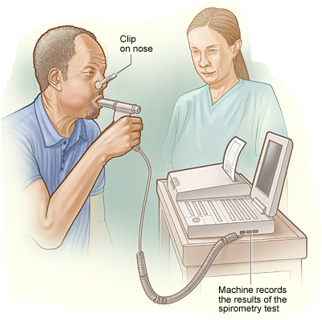 Clip
on nose
Machine records
the results of the
spirometry test